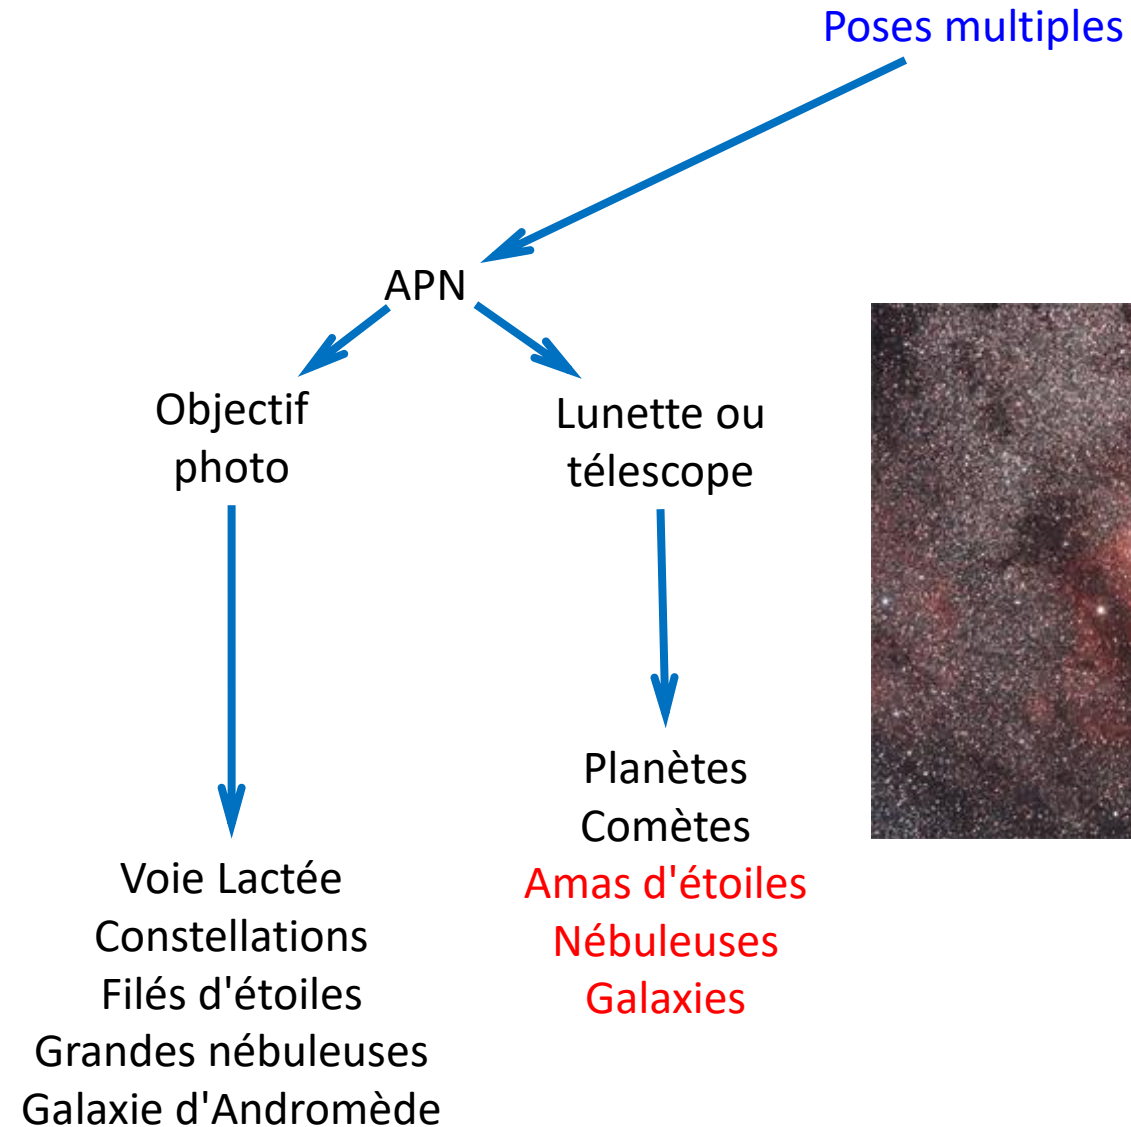 Poses multiples
APN
Objectif
photo
Lunette ou
télescope
Planètes
Comètes
Amas d'étoiles
Nébuleuses
Galaxies
Voie Lactée
Constellations
Filés d'étoiles
Grandes nébuleuses
Galaxie d'Andromède